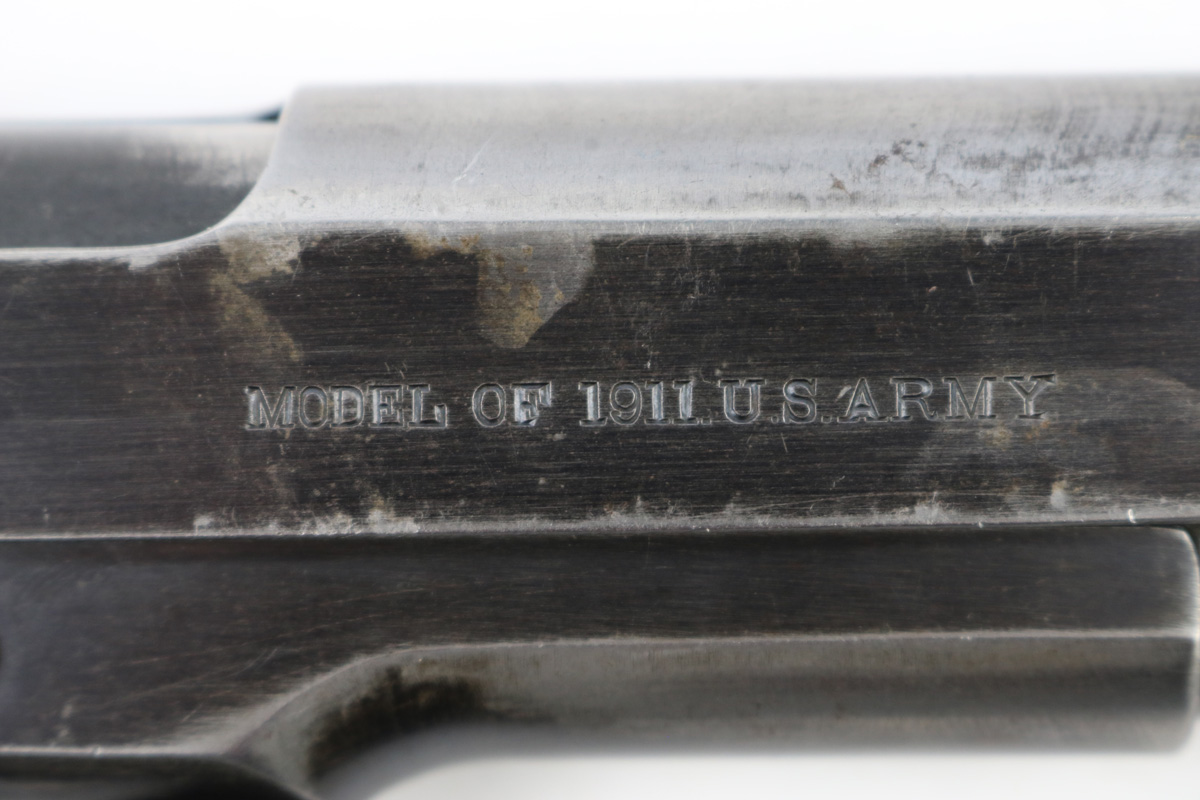 MODEL OF 1911. U.S. ARMY